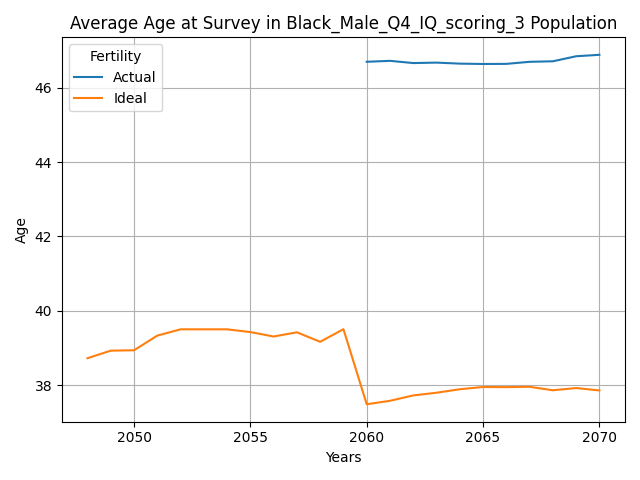 Average Age at Survey in Black_Male_Q4_IQ_scoring_3 Population
Fertility
Actual
Ideal
46
44
42
40
38
Age
2050
2055
2060
2065
2070
Years